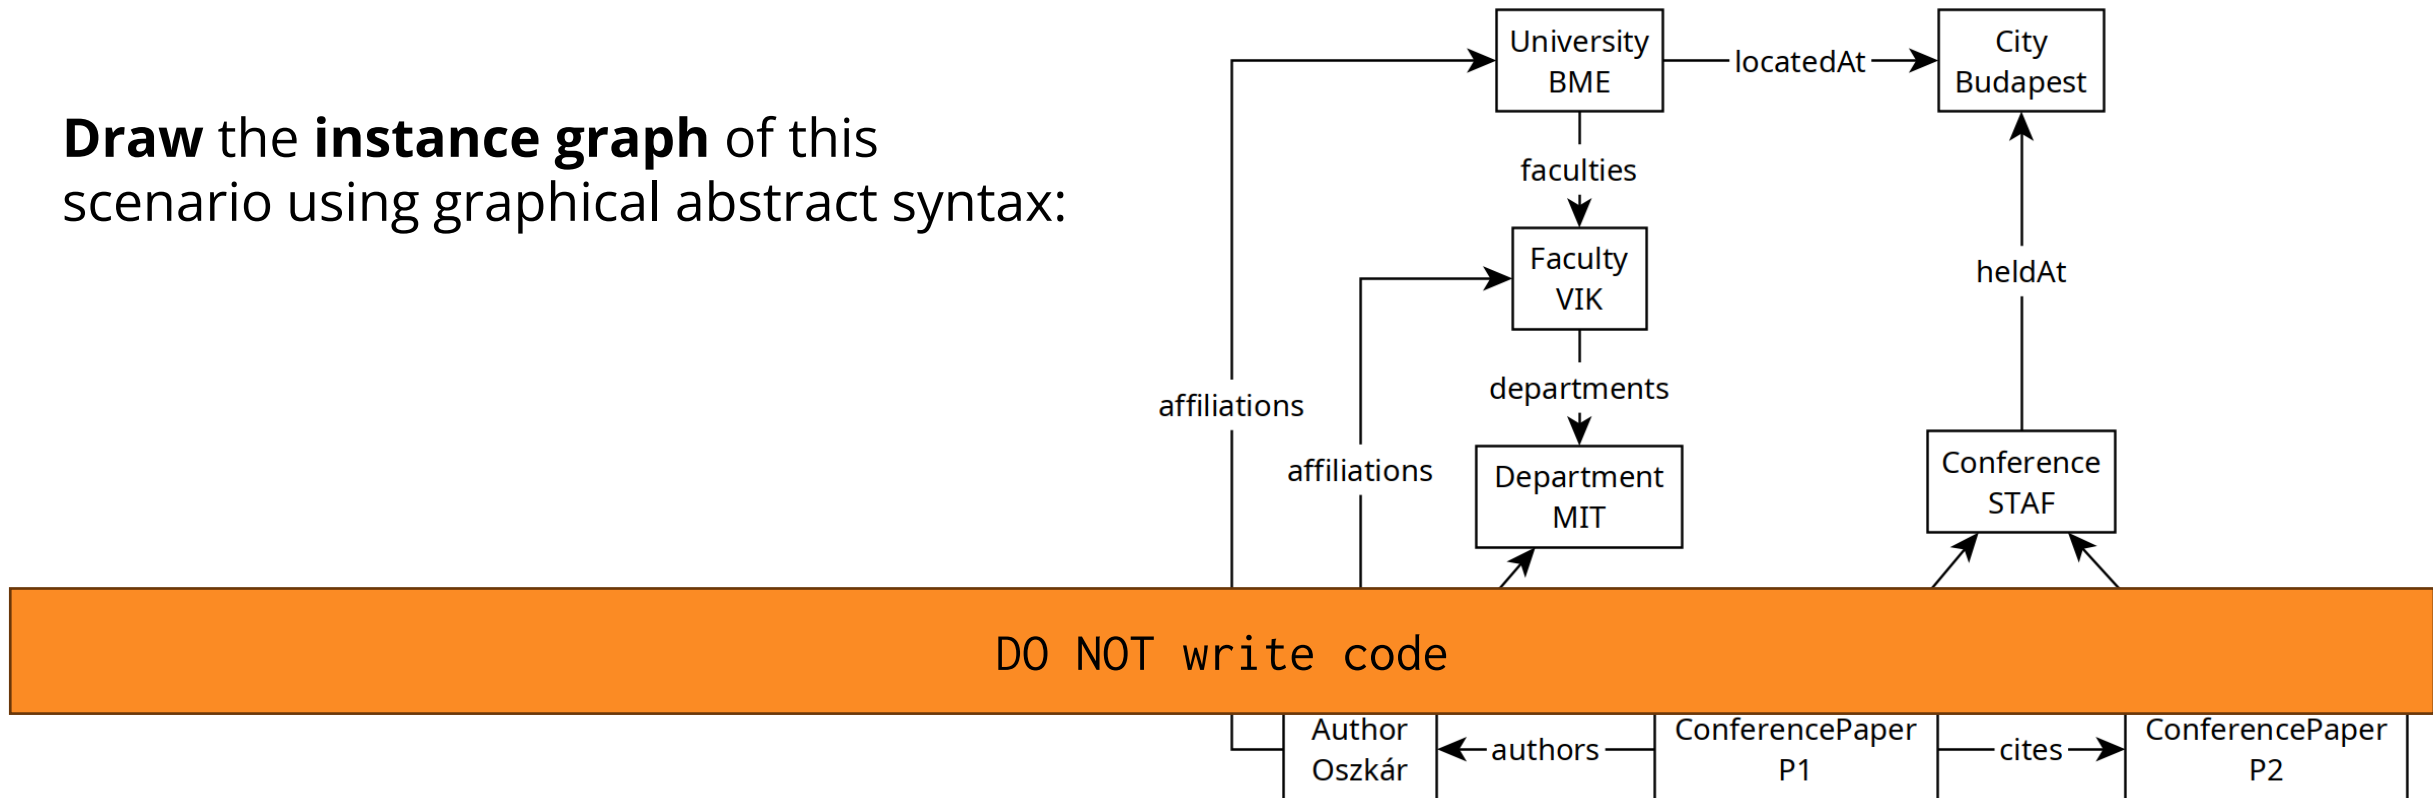 Draw the instance graph of this
scenario using graphical abstract syntax:
University
BME
locatedAt
City
Budapest
faculties
Faculty
VIK
heldAt
departments
affiliations
affiliations
Department
MIT
Conference
STAF
DO NOT write code
Author
Oszkár
authors
ConferencePaper
P1
cites
ConferencePaper
P2